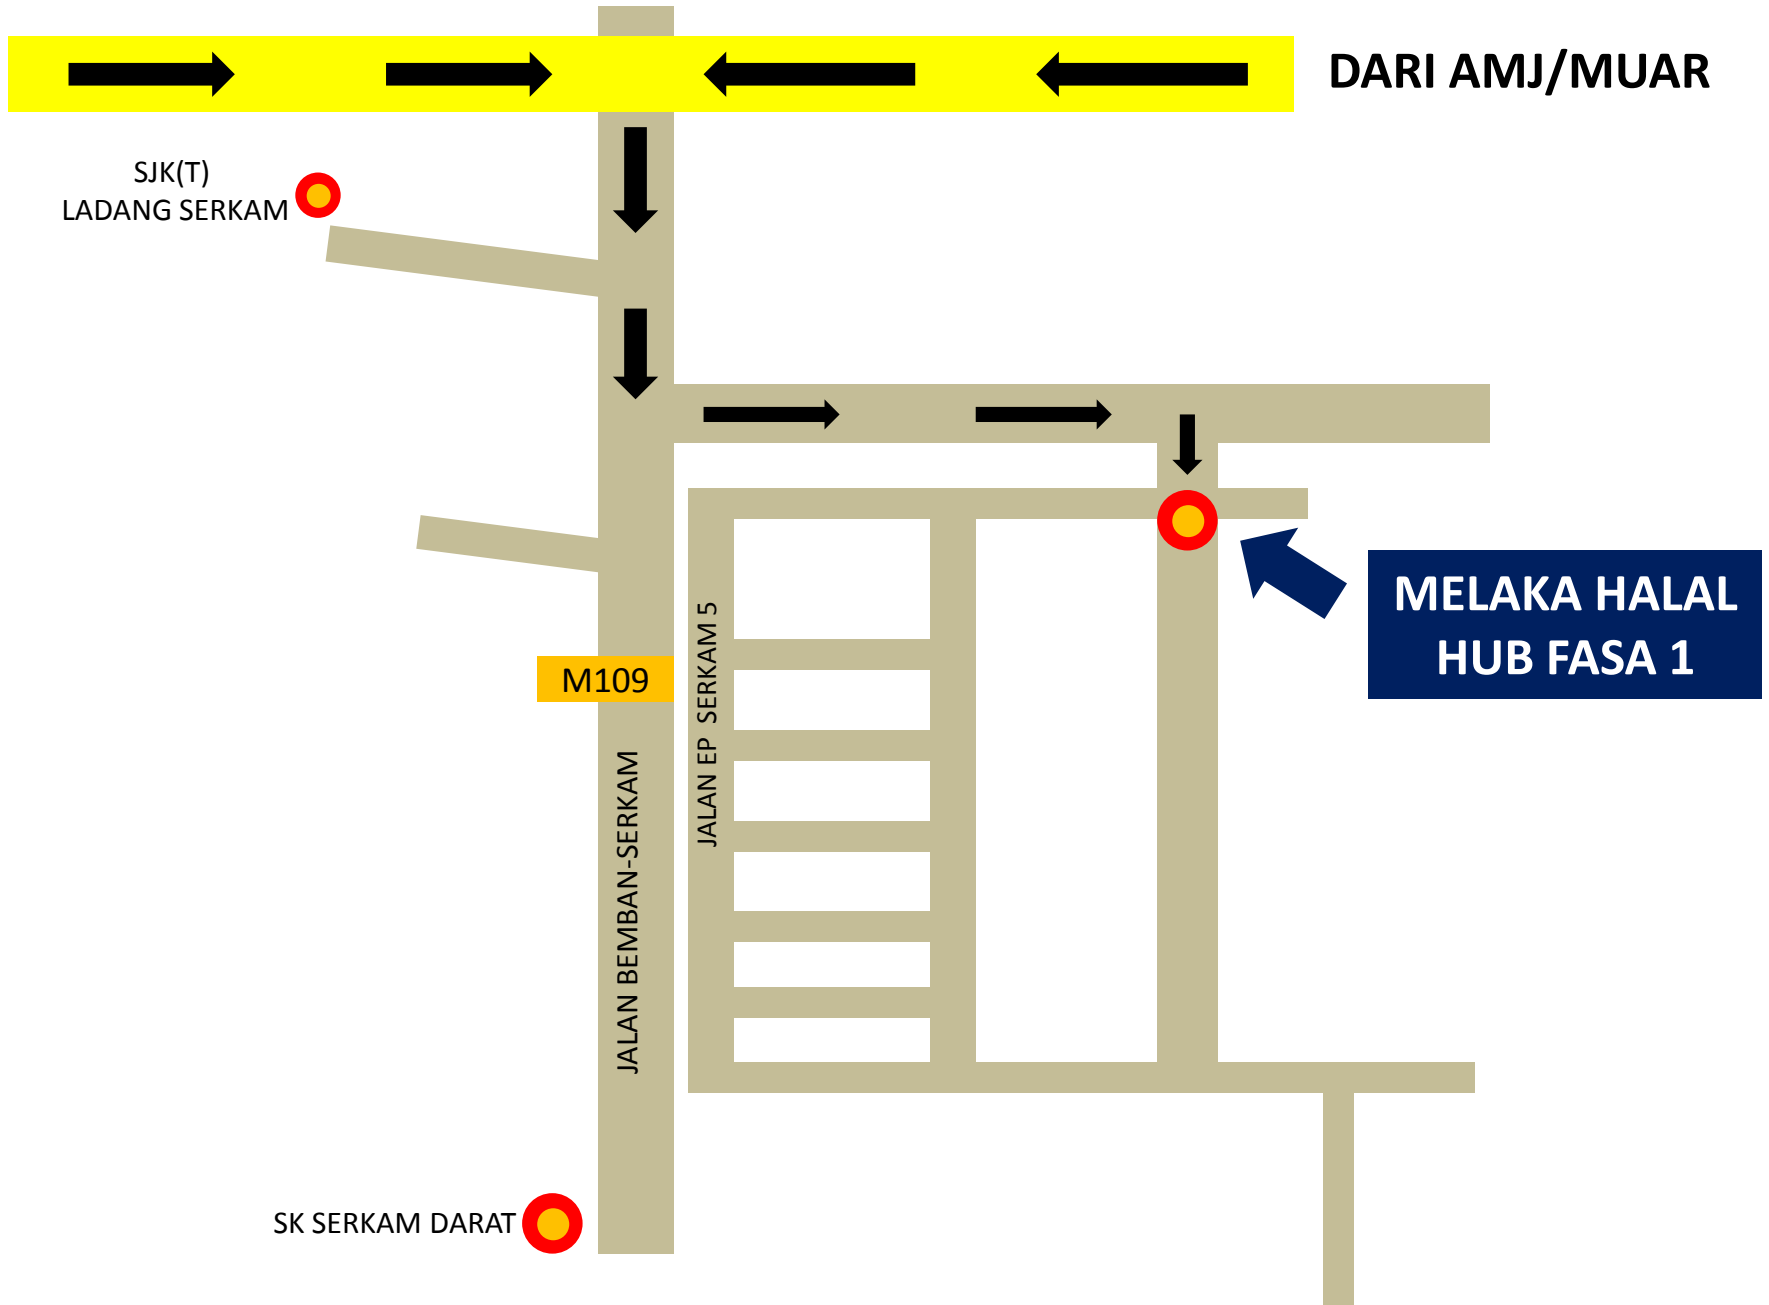 DARI AMJ/MUAR
SJK(T)
LADANG SERKAM
MELAKA HALAL
HUB FASA 1
M109
JALAN EP  SERKAM 5
JALAN BEMBAN-SERKAM
SK SERKAM DARAT